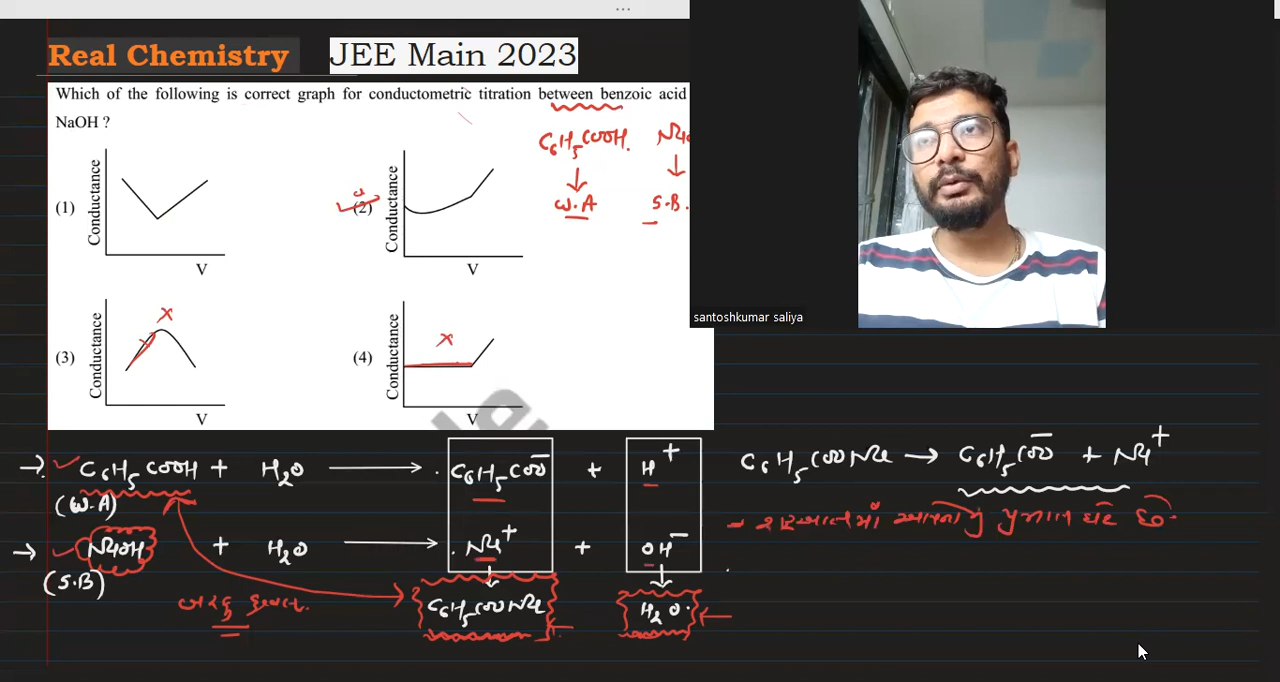 Real Chemistry JEE Main 2023
Which of the following is correct graph for conductometric titration between benzoic acid
NaOH ?
C6H5COOH.
W.A S.B.
(1) Conductance V
(2) Conductance V
(3) Conductance V
(4) Conductance V
santoshkumar saliya
→ C6H5COOH + H2O → C6H5COO⁻ + H⁺
(W.A)
→ NaOH + H2O → Na⁺ + OH⁻
(S.B)
C6H5COONa H2O
C6H5COONa → C6H5COO⁻ + Na⁺